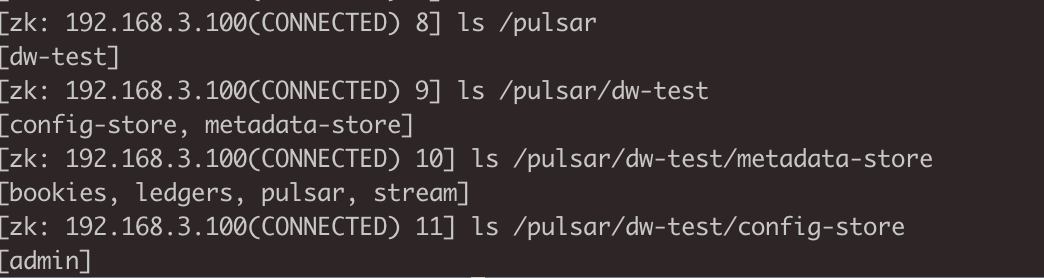 [zk: 192.168.3.100(CONNECTED) 8] ls /pulsar
[dw-test]
[zk: 192.168.3.100(CONNECTED) 9] ls /pulsar/dw-test
[config-store, metadata-store]
[zk: 192.168.3.100(CONNECTED) 10] ls /pulsar/dw-test/metadata-store
[bookies, ledgers, pulsar, stream]
[zk: 192.168.3.100(CONNECTED) 11] ls /pulsar/dw-test/config-store
[admin]